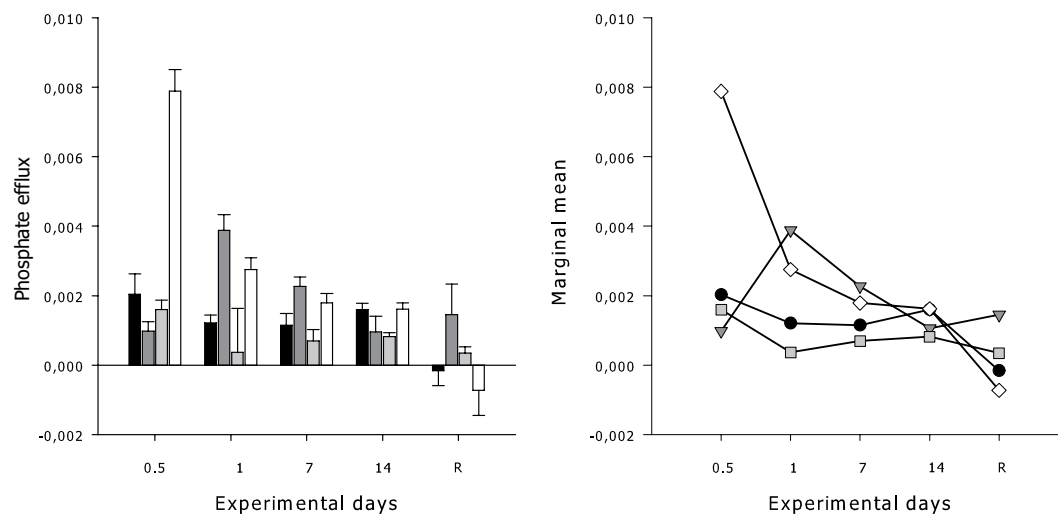 0,010
0,008
0,006
0,004
0,002
0,000
-0,002
Phosphate efflux
0.5 1 7 14 R
Experimental days
0,010
0,008
0,006
0,004
0,002
0,000
-0,002
Marginal mean
0.5 1 7 14 R
Experimental days